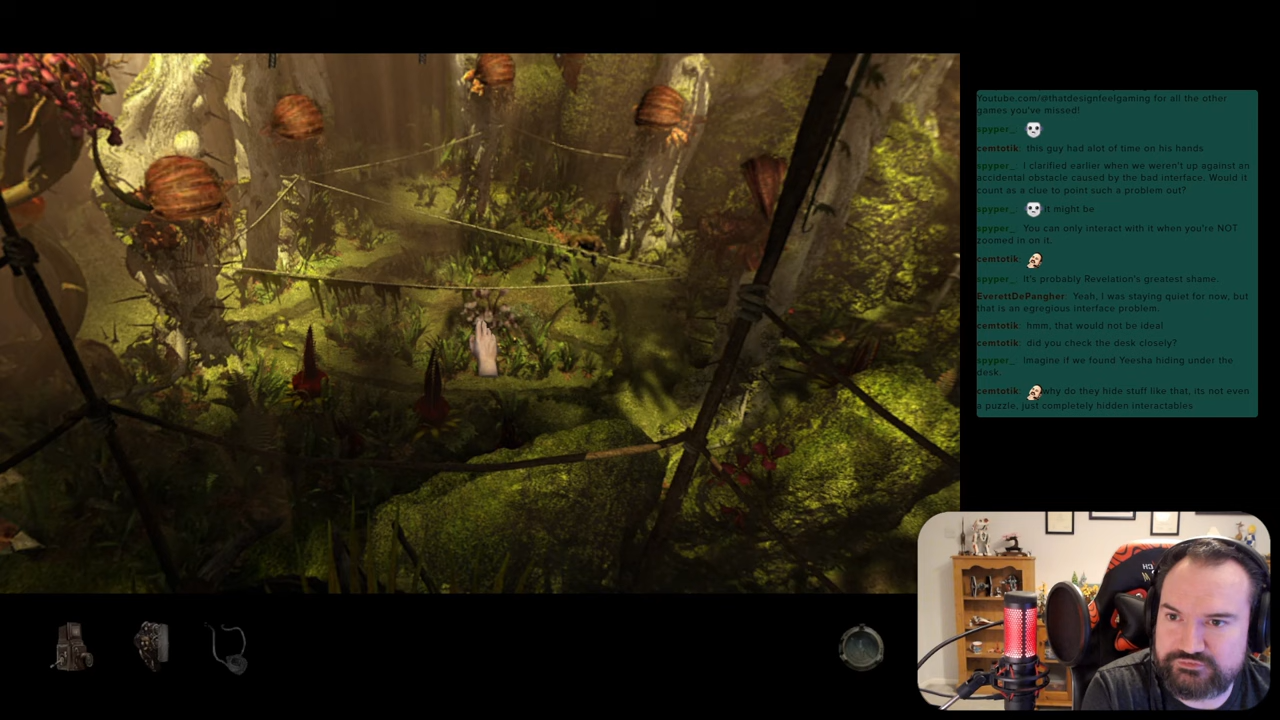 Youtube.com/@thatdesignfeelgaming for all the other
games you've missed!
spyper_:
cemtotik: this guy had alot of time on his hands
spyper_: I clarified earlier when we weren't up against an
accidental obstacle caused by the bad interface. Would it
count as a clue to point such a problem out?
spyper_: It might be
spyper_: You can only interact with it when you're NOT
zoomed in on it.
cemtotik:
spyper_: It's probably Revelation's greatest shame.
EverettDePangher: Yeah, I was staying quiet for now, but
that is an egregious interface problem.
cemtotik: hmm, that would not be ideal
cemtotik: did you check the desk closely?
spyper_: Imagine if we found Yeesha hiding under the
desk.
cemtotik: why do they hide stuff like that, its not even
a puzzle, just completely hidden interactables